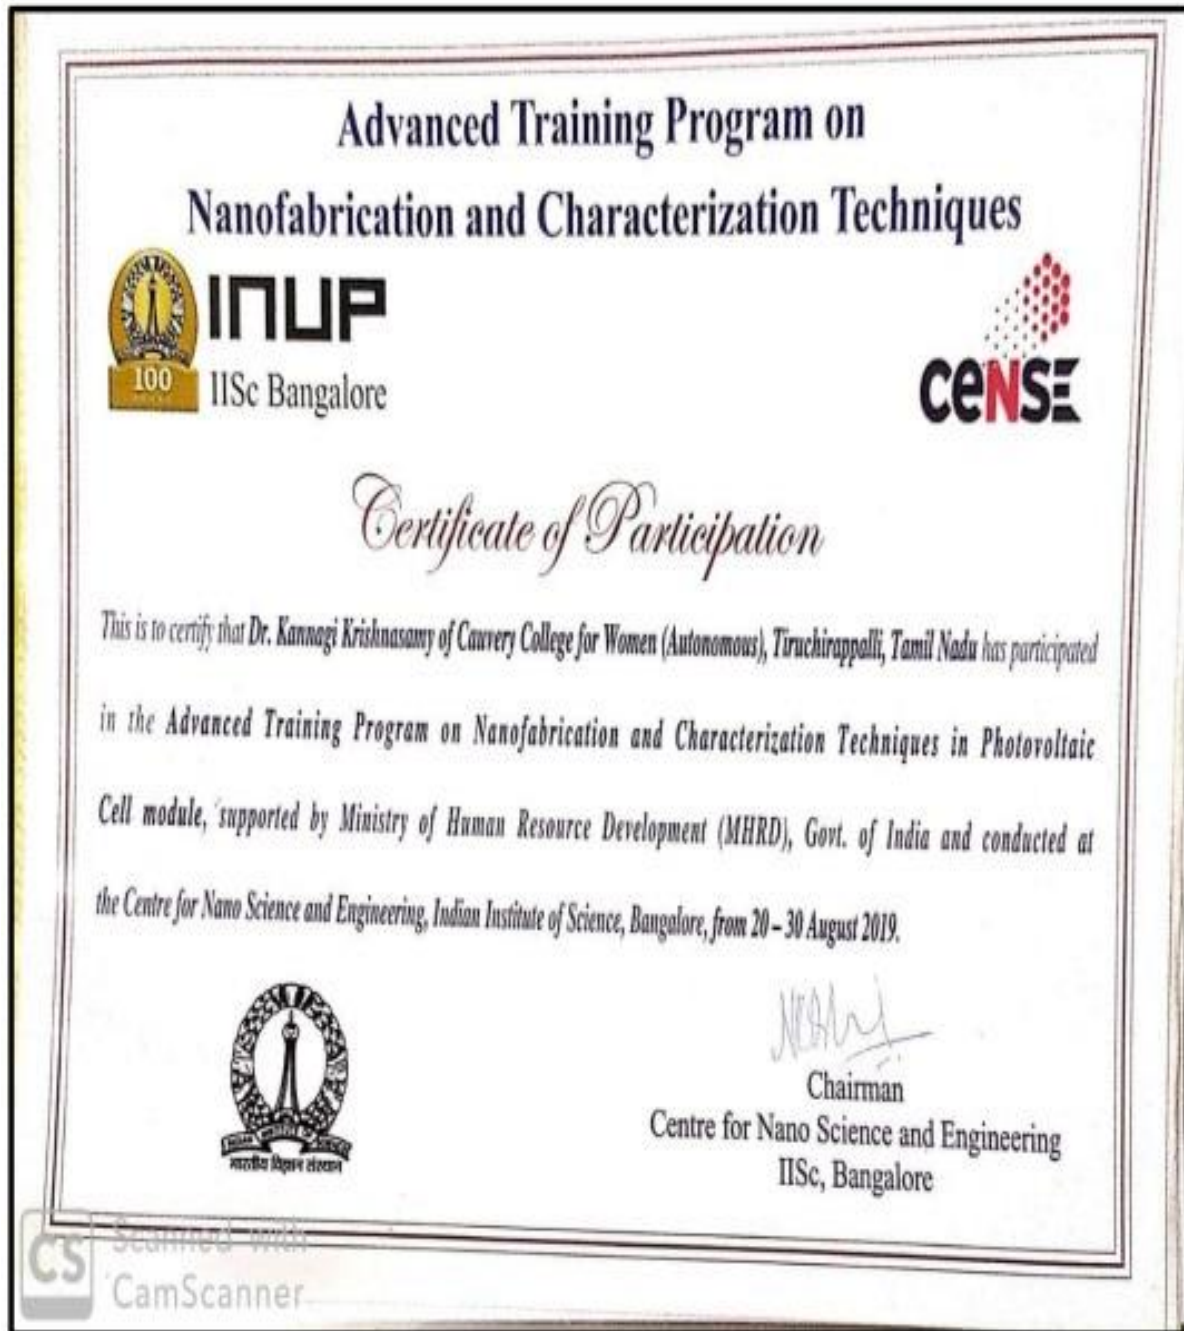 Advanced Training Program on
Nanofabrication and Characterization Techniques
INUP
IISc Bangalore
100
CeNSE
Certificate of Participation
This is to certify that Dr. Kannagi Krishnasamy of Cauvery College for Women (Autonomous), Tiruchirappalli, Tamil Nadu has participated
in the Advanced Training Program on Nanofabrication and Characterization Techniques in Photovoltaic
Cell module, supported by Ministry of Human Resource Development (MHRD), Govt. of India and conducted at
the Centre for Nano Science and Engineering, Indian Institute of Science, Bangalore, from 20 – 30 August 2019.
भारतीय विज्ञान संस्थान
Chairman
Centre for Nano Science and Engineering
IISc, Bangalore
CS
Scanned with
CamScanner